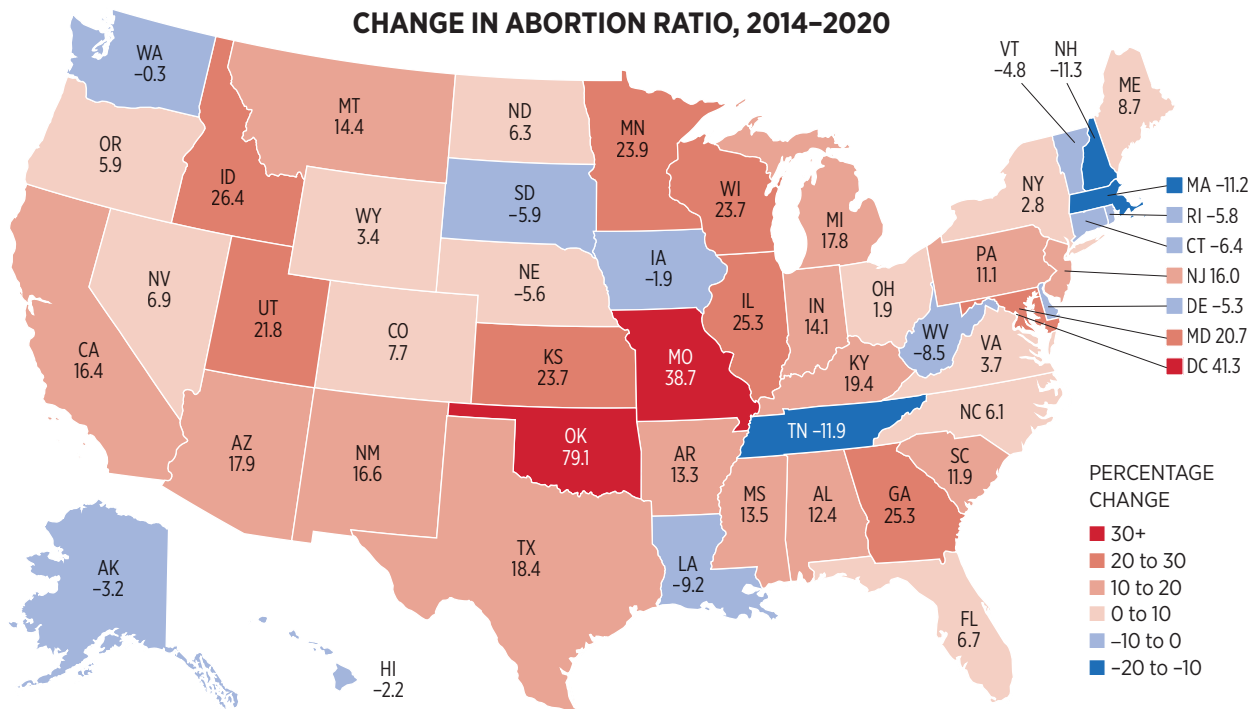 CHANGE IN ABORTION RATIO, 2014–2020
WA
–0.3
VT
–4.8
NH
–11.3
ME
8.7
MT
14.4
ND
6.3
MN
23.9
OR
5.9
ID
26.4
SD
–5.9
WI
23.7
MI
17.8
NY
2.8
MA –11.2
RI –5.8
CT –6.4
NJ 16.0
DE –5.3
MD 20.7
DC 41.3
WY
3.4
NE
–5.6
IA
–1.9
PA
11.1
NV
6.9
UT
21.8
CO
7.7
IL
25.3
IN
14.1
OH
1.9
WV
–8.5
VA
3.7
CA
16.4
KS
23.7
MO
38.7
KY
19.4
NC 6.1
TN –11.9
AZ
17.9
NM
16.6
OK
79.1
AR
13.3
SC
11.9
MS
13.5
AL
12.4
GA
25.3
TX
18.4
LA
–9.2
FL
6.7
AK
–3.2
HI
–2.2
PERCENTAGE
CHANGE
30+
20 to 30
10 to 20
0 to 10
–10 to 0
–20 to –10